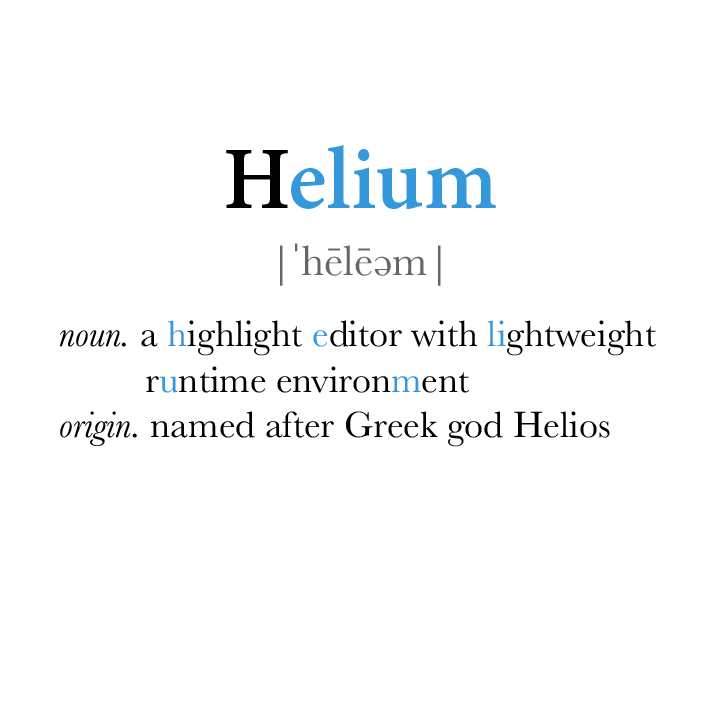 Helium
|ˈhēlēəm|
noun. a highlight editor with lightweight
runtime environment
origin. named after Greek god Helios